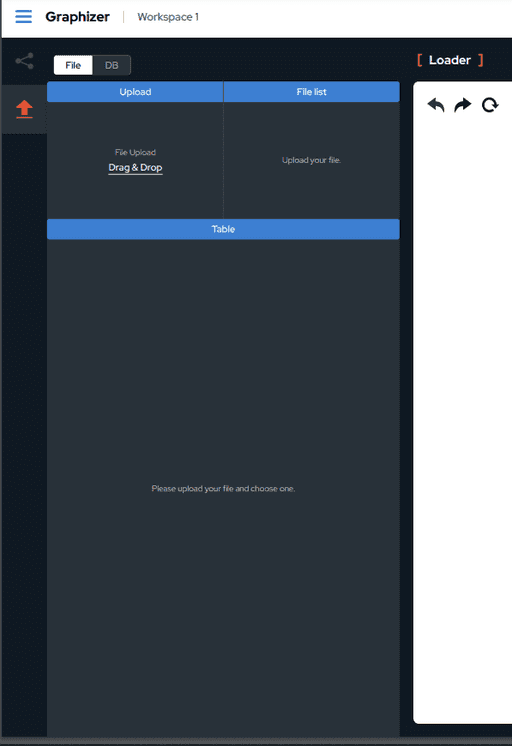 Graphizer
Workspace 1
File
DB
[ Loader ]
Upload
File list
File Upload
Drag & Drop
Upload your file.
Table
Please upload your file and choose one.